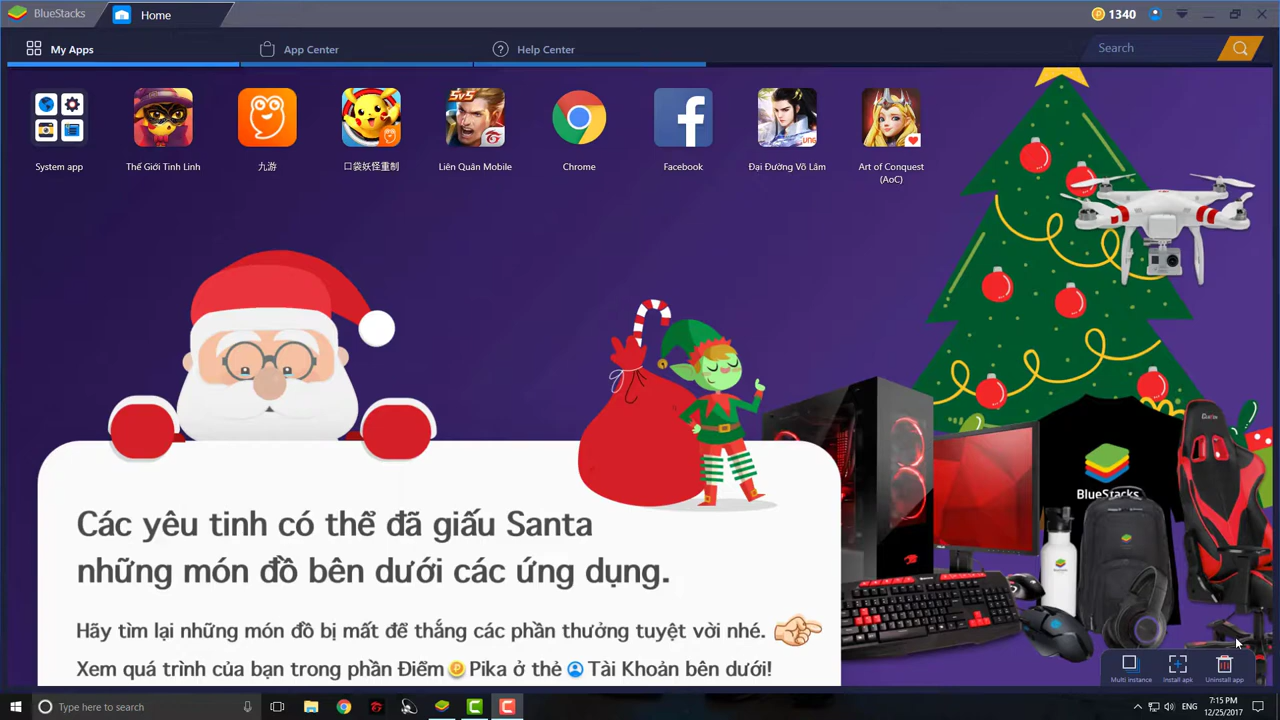 BlueStacks
Home
1340
My Apps
App Center
Help Center
Search
System app
Thế Giới Tinh Linh
九游
口袋妖怪重制
Liên Quân Mobile
Chrome
Facebook
Đại Đường Võ Lâm
Art of Conquest
(AoC)
5v5
BlueStacks
Các yêu tinh có thể đã giấu Santa
những món đồ bên dưới các ứng dụng.
Hãy tìm lại những món đồ bị mất để thắng các phần thưởng tuyệt vời nhé.
Xem quá trình của bạn trong phần Điểm P Pika ở thẻ Tài Khoản bên dưới!
Multi instance
Install apk
Uninstall app
Type here to search
ENG
7:15 PM
12/25/2017